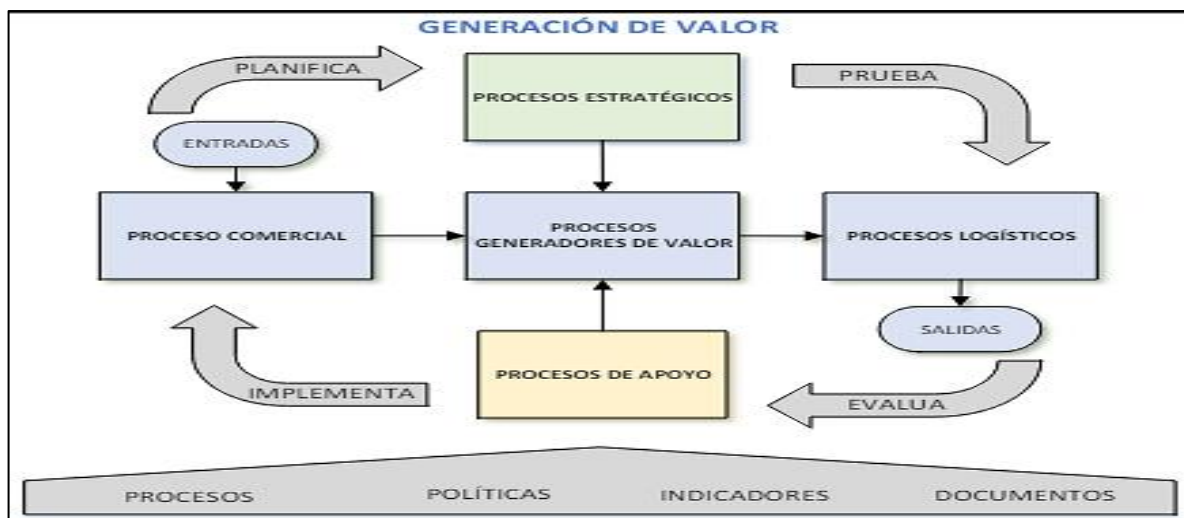 GENERACIÓN DE VALOR
PLANIFICA
PRUEBA
PROCESOS ESTRATÉGICOS
ENTRADAS
PROCESO COMERCIAL
PROCESOS
GENERADORES DE VALOR
PROCESOS LOGÍSTICOS
SALIDAS
PROCESOS DE APOYO
IMPLEMENTA
EVALUA
PROCESOS
POLÍTICAS
INDICADORES
DOCUMENTOS